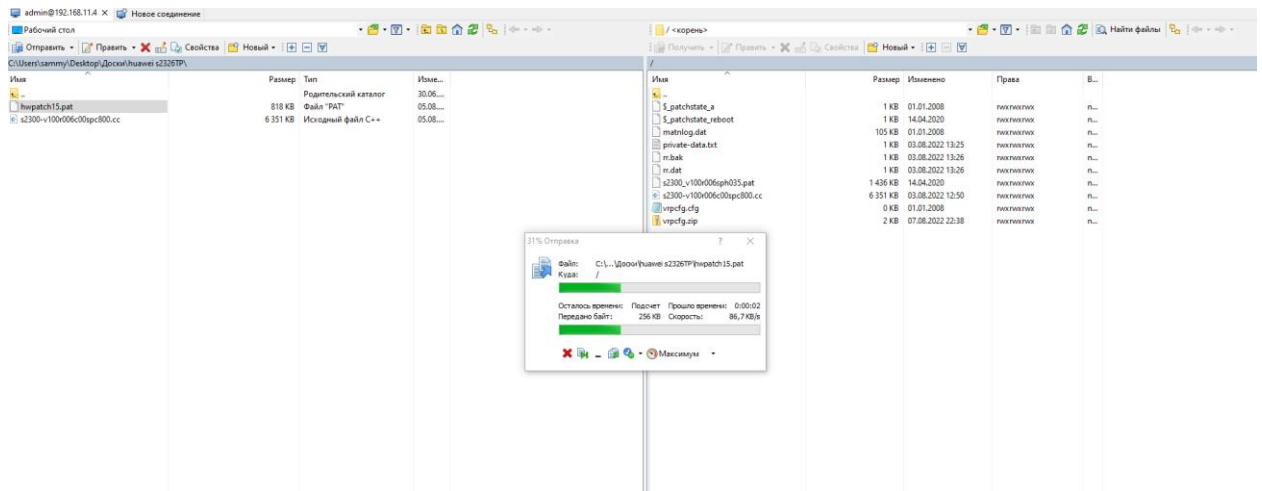 admin@192.168.11.4 × Новое соединение
Рабочий стол
/ <корень> Найти файлы
Отправить Править Свойства Новый
Получить Править Свойства Новый
C:\Users\sammy\Desktop\Доски\huawei s2326TP\
/
Имя Размер Тип Изме...
Имя Размер Изменено Права В...
.. Родительский каталог 30.06....
hwpatch15.pat 818 KB Файл "PAT" 05.08....
s2300-v100r006c00spc800.cc 6 351 KB Исходный файл C++ 05.08....
..
$_patchstate_a 1 KB 01.01.2008 rwxrwxrwx n...
$_patchstate_reboot 1 KB 14.04.2020 rwxrwxrwx n...
matnlog.dat 105 KB 01.01.2008 rwxrwxrwx n...
private-data.txt 1 KB 03.08.2022 13:25 rwxrwxrwx n...
rr.bak 1 KB 03.08.2022 13:26 rwxrwxrwx n...
rr.dat 1 KB 03.08.2022 13:26 rwxrwxrwx n...
s2300_v100r006sph035.pat 1 436 KB 14.04.2020 rwxrwxrwx n...
s2300-v100r006c00spc800.cc 6 351 KB 03.08.2022 12:50 rwxrwxrwx n...
vrpcfg.cfg 0 KB 01.01.2008 rwxrwxrwx n...
vrpcfg.zip 2 KB 07.08.2022 22:38 rwxrwxrwx n...
31% Отправка ? ×
Файл: C:\...\Доски\huawei s2326TP\hwpatch15.pat
Куда: /
Осталось времени: Подсчет Прошло времени: 0:00:02
Передано байт: 256 KB Скорость: 86,7 KB/s
Максимум